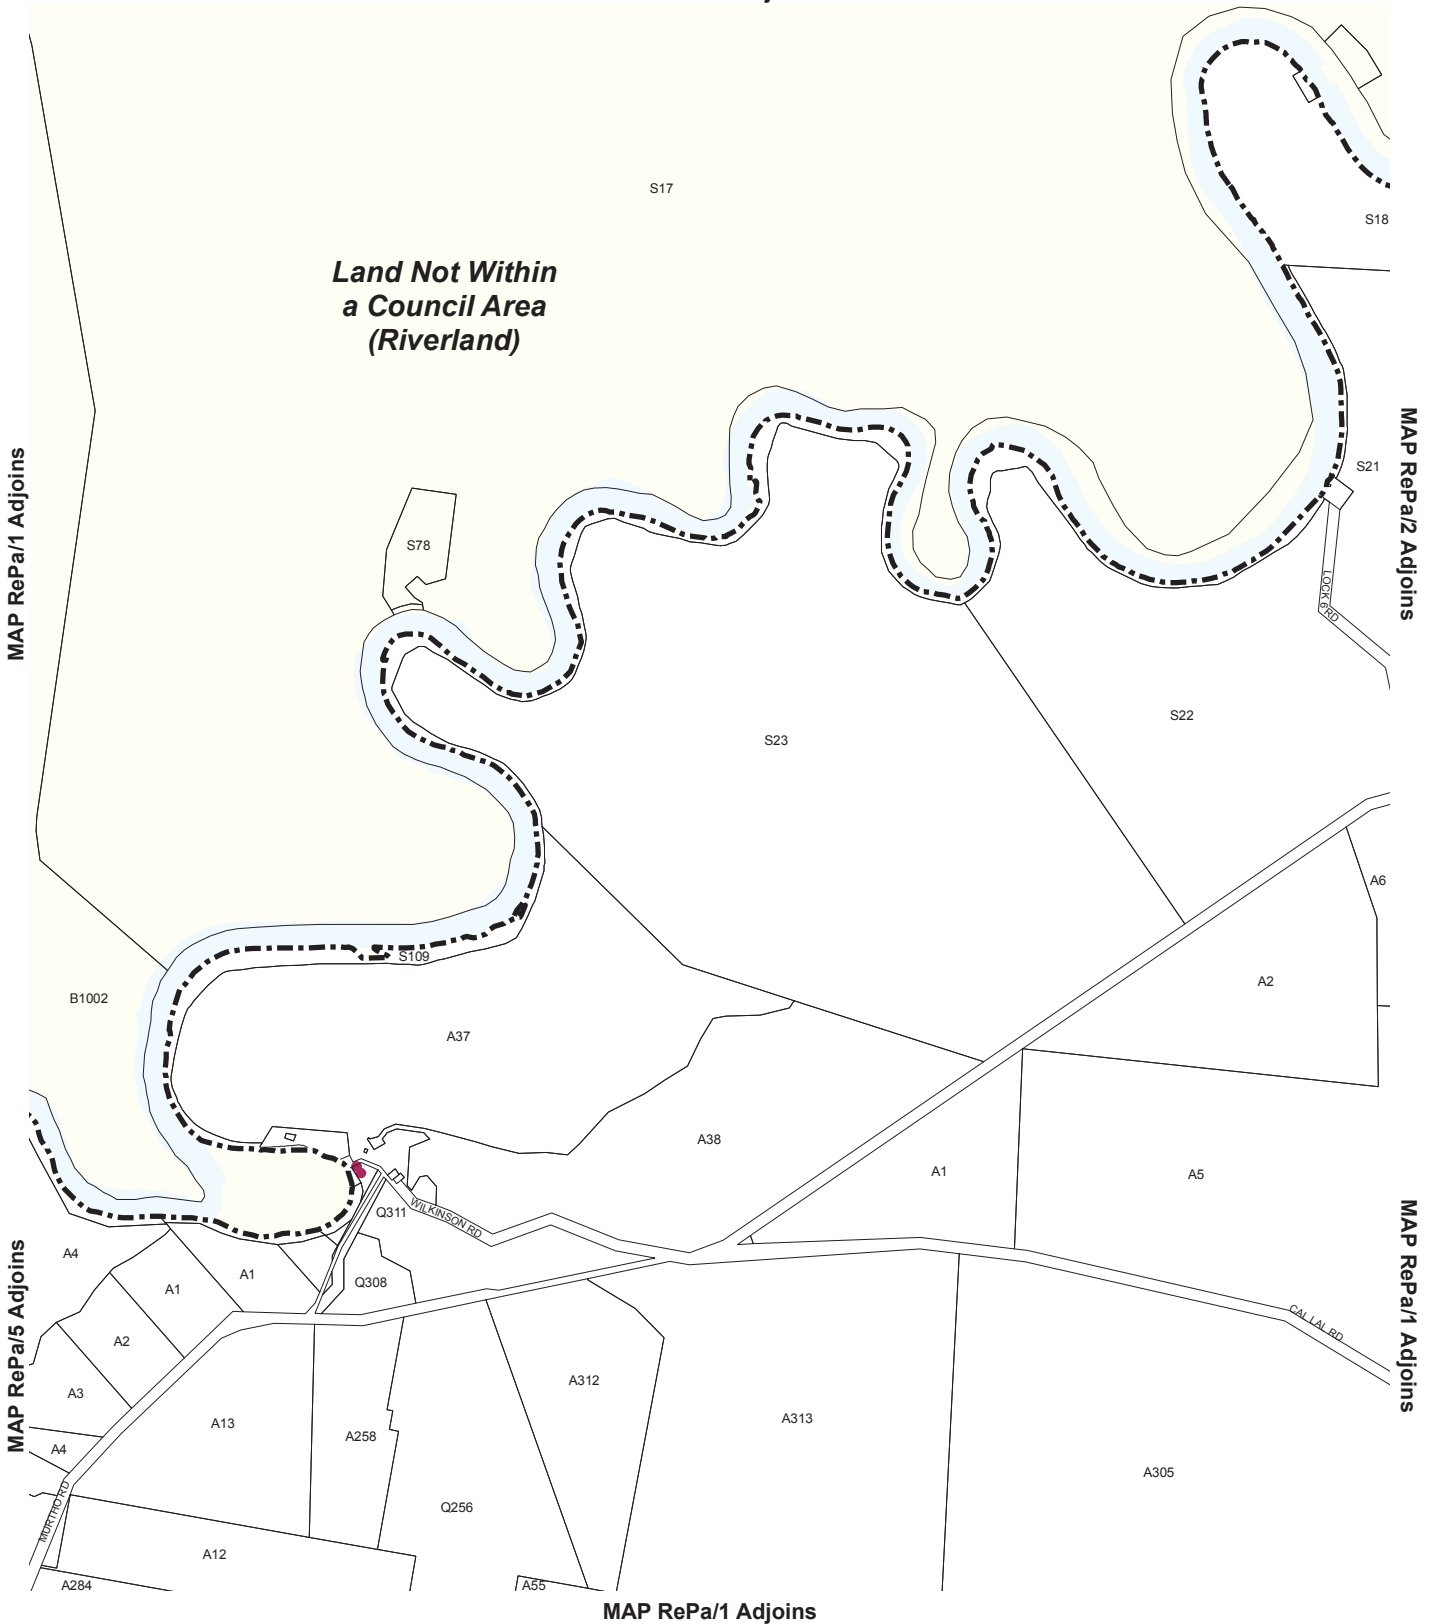 S17
S18
Land Not Within
a Council Area
(Riverland)
MAP RePa/1 Adjoins
MAP RePa/2 Adjoins
S21
S78
LOCK 6 RD
S22
S23
A6
S109
A2
B1002
A37
A38
A1
A5
Q311
WILKINSON RD
MAP RePa/5 Adjoins
MAP RePa/1 Adjoins
A4
A1
A1
Q308
CAL LAL RD
A2
A3
A312
A13
A258
A313
A4
A305
MURTHO RD
Q256
A12
A284
A55
MAP RePa/1 Adjoins